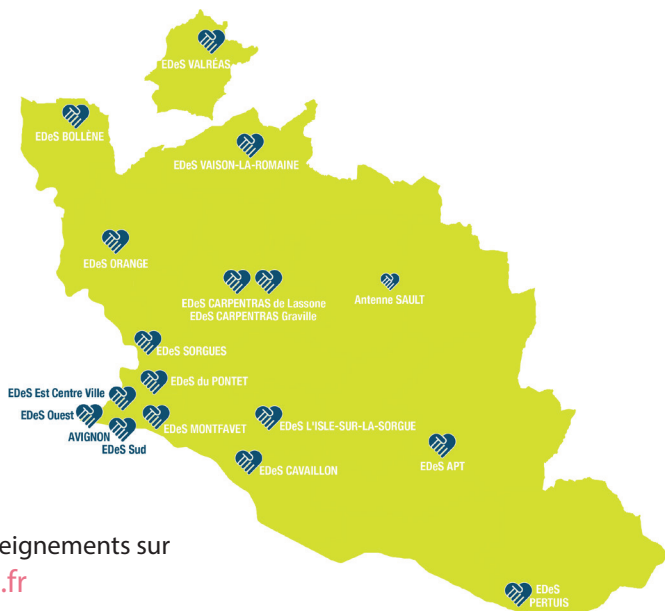 EDeS VALRÉAS
EDeS BOLLÈNE
EDeS VAISON-LA-ROMAINE
EDeS ORANGE
EDeS CARPENTRAS de Lassone
EDeS CARPENTRAS Graville
Antenne SAULT
EDeS SORGUES
EDeS du PONTET
EDeS Est Centre Ville
EDeS Ouest
AVIGNON
EDeS Sud
EDeS MONTFAVET
EDeS L'ISLE-SUR-LA-SORGUE
EDeS CAVAILLON
EDeS APT
eignements sur
.fr
EDeS
PERTUIS